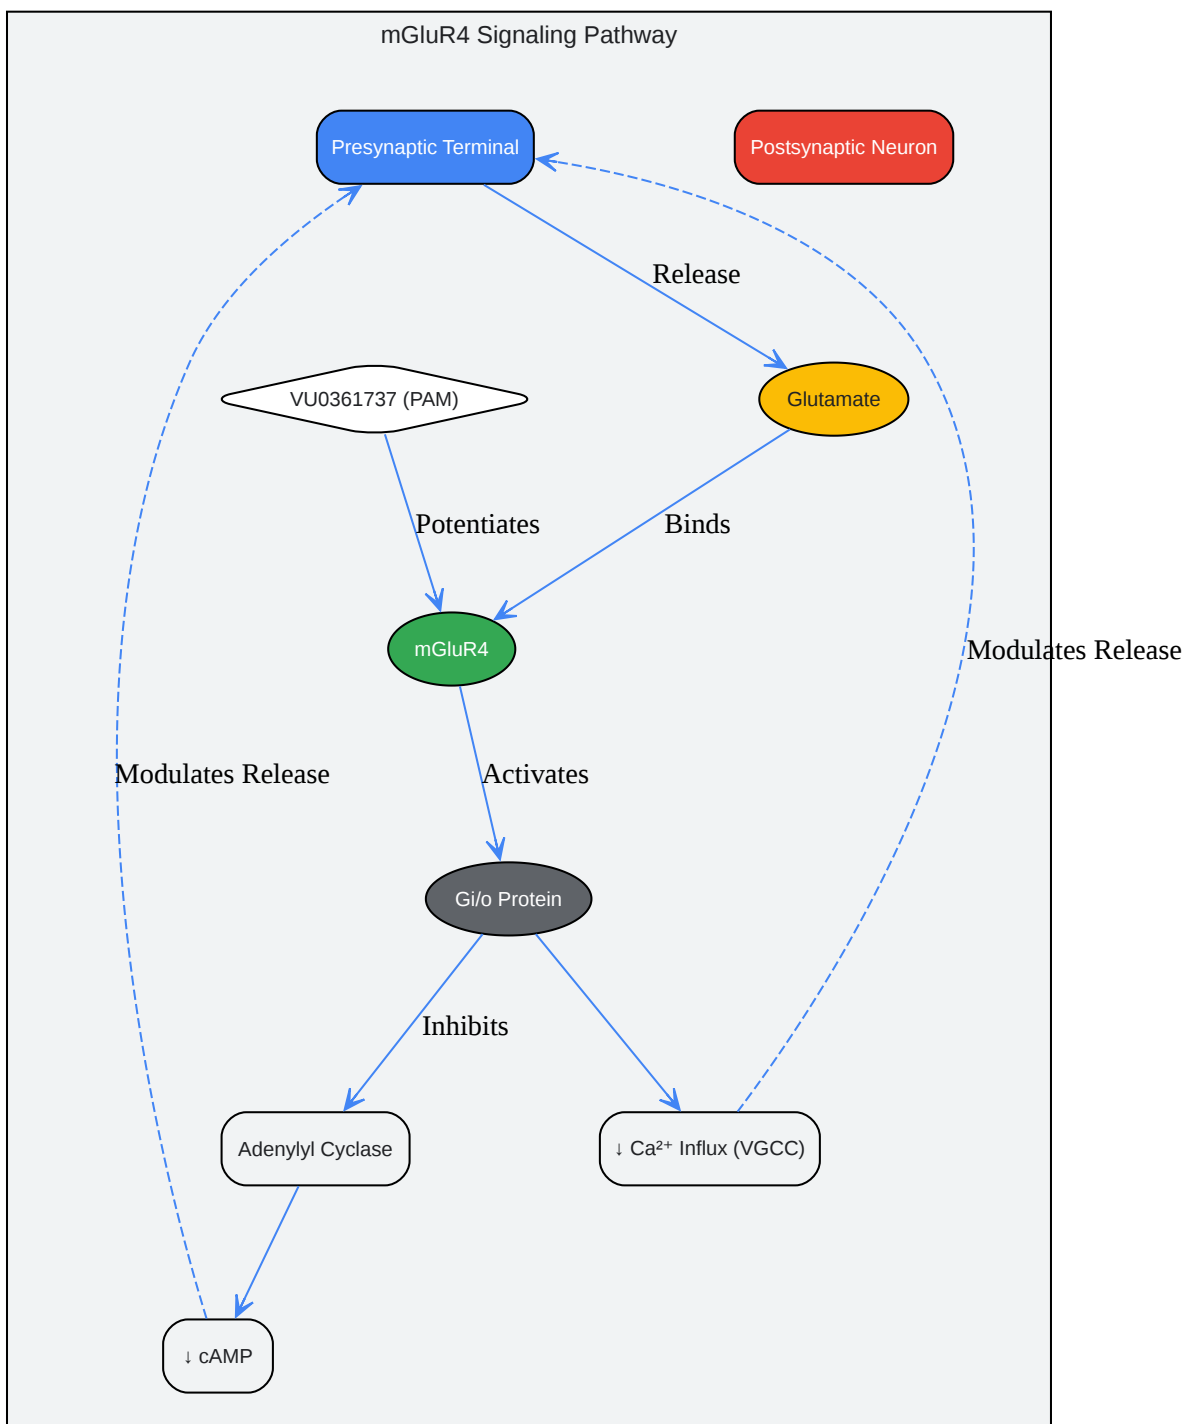 mGluR4 Signaling Pathway
Presynaptic Terminal
Postsynaptic Neuron
Release
VU0361737 (PAM)
Glutamate
Potentiates
Binds
mGluR4
Modulates Release
Modulates Release
Activates
Gi/o Protein
Inhibits
Adenylyl Cyclase
↓ Ca²⁺ Influx (VGCC)
↓ cAMP